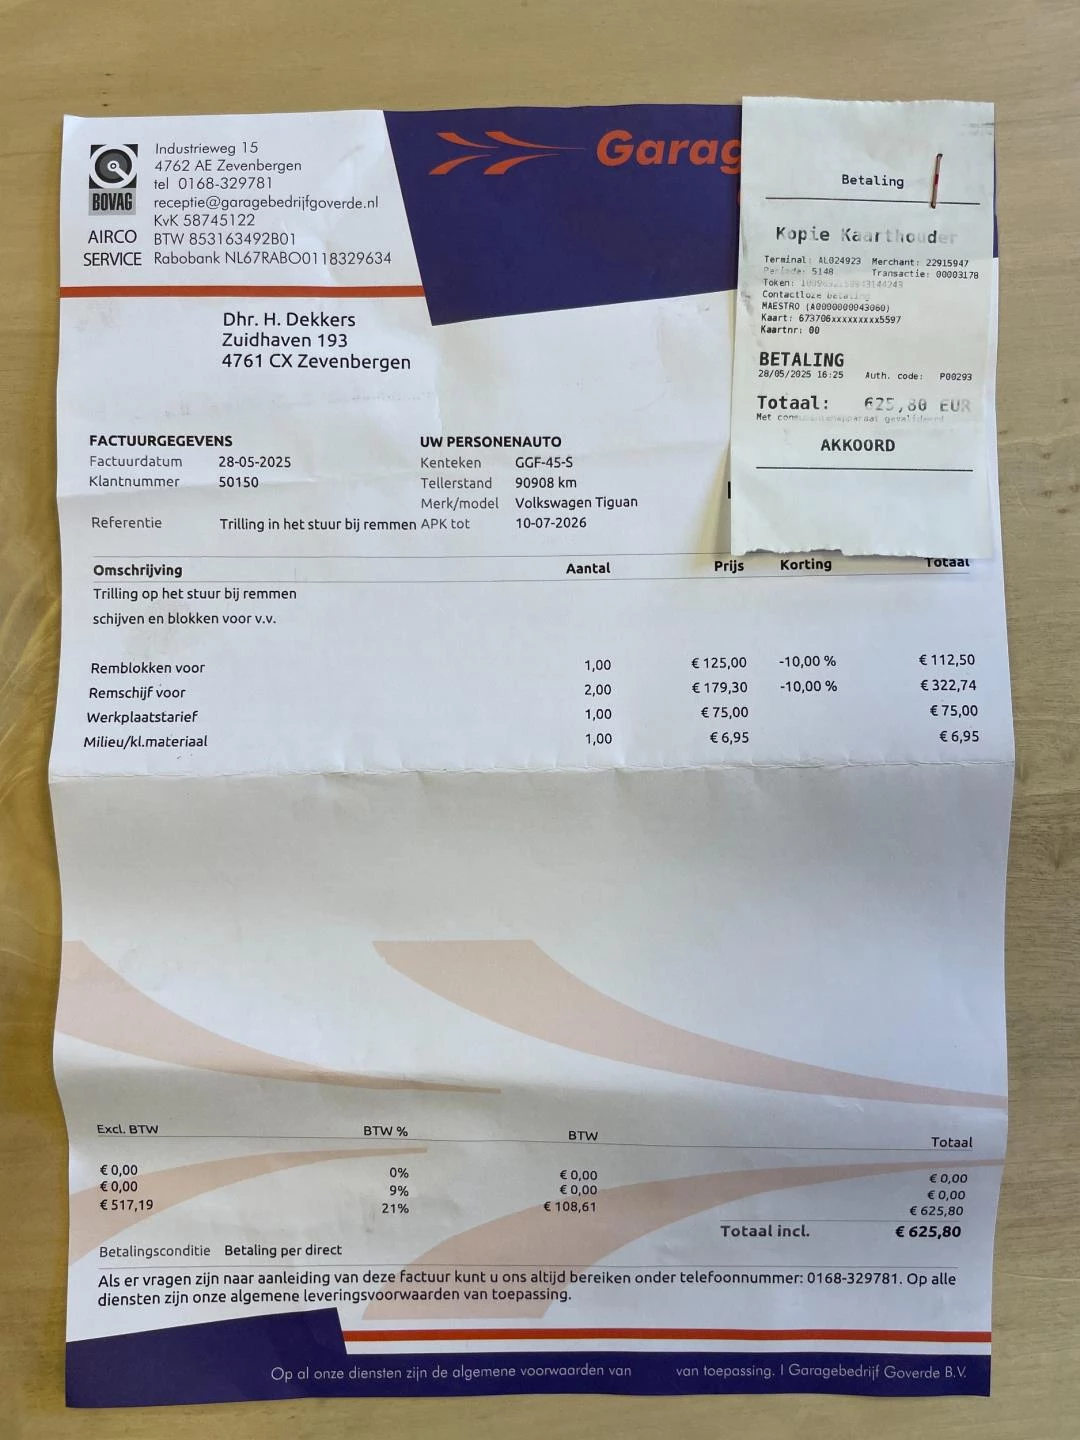 BOVAG
AIRCO
SERVICE
Industrieweg 15
4762 AE Zevenbergen
tel 0168-329781
receptie@garagebedrijfgoverde.nl
KvK 58745122
BTW 853163492B01
Rabobank NL67RABO0118329634
Garag
Betaling
Kopie Kaarthouder
Terminal: AL024923 Merchant: 22915947
Periode: 5148 Transactie: 00003178
Token:
Contactloze betaling
MAESTRO (A0000000043060)
Kaart: 673706xxxxxxxxx5597
Kaartnr: 00
BETALING
28/05/2025 16:25 Auth. code: P00293
Totaal: 625,80 EUR
Met
AKKOORD
Dhr. H. Dekkers
Zuidhaven 193
4761 CX Zevenbergen
FACTUURGEGEVENS
Factuurdatum 28-05-2025
Klantnummer 50150
Referentie Trilling in het stuur bij remmen
UW PERSONENAUTO
Kenteken GGF-45-S
Tellerstand 90908 km
Merk/model Volkswagen Tiguan
APK tot 10-07-2026
Omschrijving Aantal Prijs Korting Totaal
Trilling op het stuur bij remmen
schijven en blokken voor v.v.
Remblokken voor 1,00 € 125,00 -10,00 % € 112,50
Remschijf voor 2,00 € 179,30 -10,00 % € 322,74
Werkplaatstarief 1,00 € 75,00 € 75,00
Milieu/kl.materiaal 1,00 € 6,95 € 6,95
Excl. BTW BTW % BTW Totaal
€ 0,00 0% € 0,00 € 0,00
€ 0,00 9% € 0,00 € 0,00
€ 517,19 21% € 108,61 € 625,80
Totaal incl. € 625,80
Betalingsconditie Betaling per direct
Als er vragen zijn naar aanleiding van deze factuur kunt u ons altijd bereiken onder telefoonnummer: 0168-329781. Op alle
diensten zijn onze algemene leveringsvoorwaarden van toepassing.
Op al onze diensten zijn de algemene voorwaarden van van toepassing. I Garagebedrijf Goverde B.V.